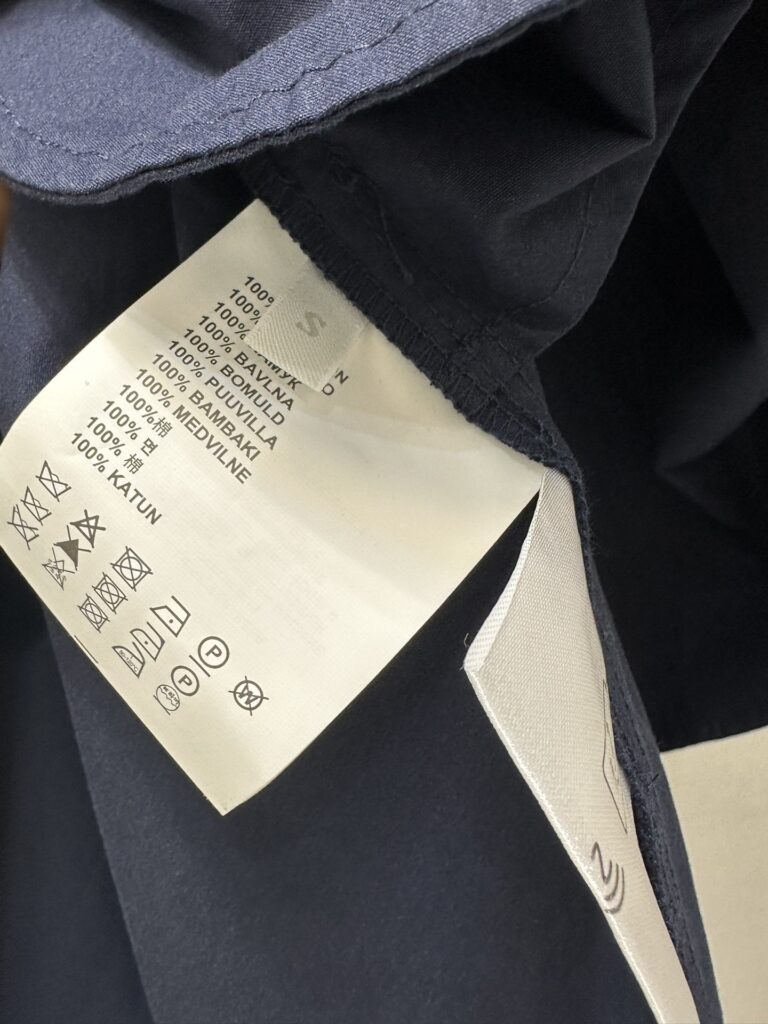 100%
100%
100%
100% BAVLNA
100% BOMULD
100% PUUVILLA
100% BAMBAKI
100% MEDVILNE
100%棉
100% 면
100% 棉
100% KATUN
S
P
P
W